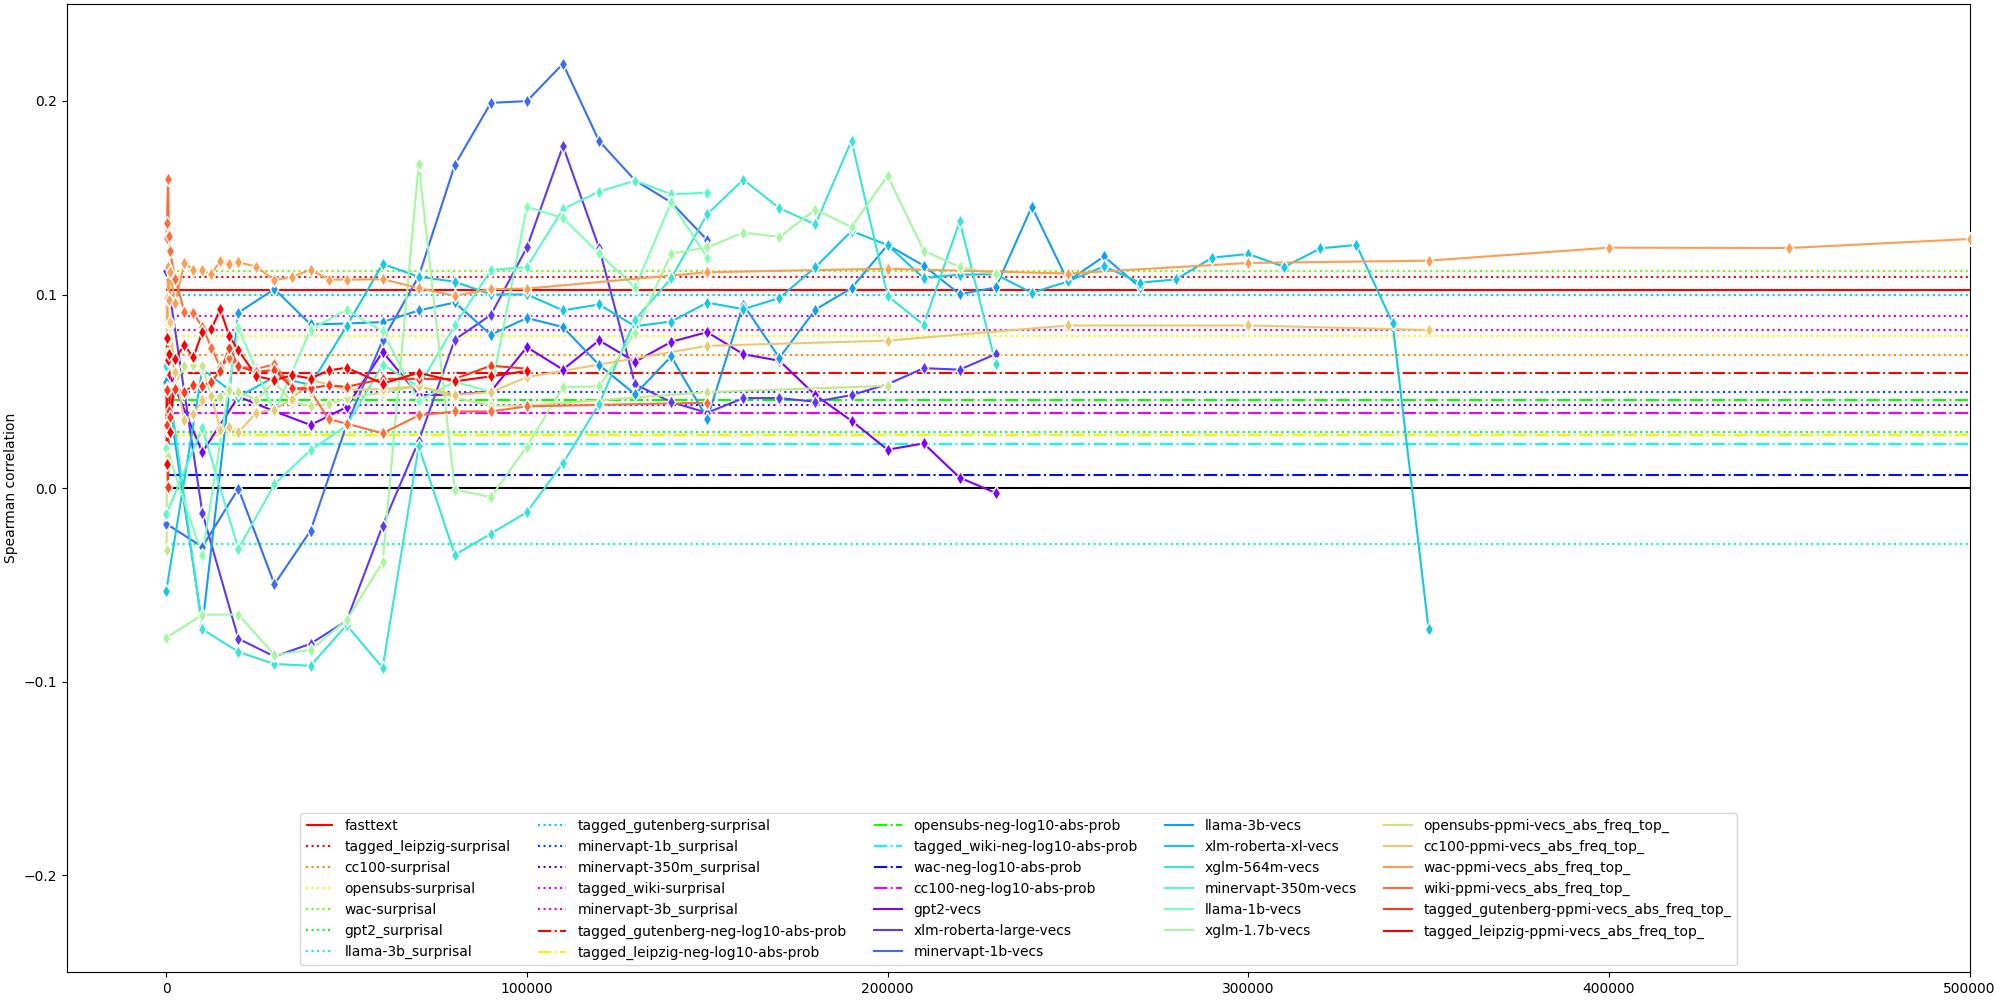 0.2
0.1
0.0
−0.1
−0.2
Spearman correlation
fasttext
tagged_leipzig-surprisal
cc100-surprisal
opensubs-surprisal
wac-surprisal
gpt2_surprisal
llama-3b_surprisal
tagged_gutenberg-surprisal
minervapt-1b_surprisal
minervapt-350m_surprisal
tagged_wiki-surprisal
minervapt-3b_surprisal
tagged_gutenberg-neg-log10-abs-prob
tagged_leipzig-neg-log10-abs-prob
opensubs-neg-log10-abs-prob
tagged_wiki-neg-log10-abs-prob
wac-neg-log10-abs-prob
cc100-neg-log10-abs-prob
gpt2-vecs
xlm-roberta-large-vecs
minervapt-1b-vecs
llama-3b-vecs
xlm-roberta-xl-vecs
xglm-564m-vecs
minervapt-350m-vecs
llama-1b-vecs
xglm-1.7b-vecs
opensubs-ppmi-vecs_abs_freq_top_
cc100-ppmi-vecs_abs_freq_top_
wac-ppmi-vecs_abs_freq_top_
wiki-ppmi-vecs_abs_freq_top_
tagged_gutenberg-ppmi-vecs_abs_freq_top_
tagged_leipzig-ppmi-vecs_abs_freq_top_
0 100000 200000 300000 400000 500000